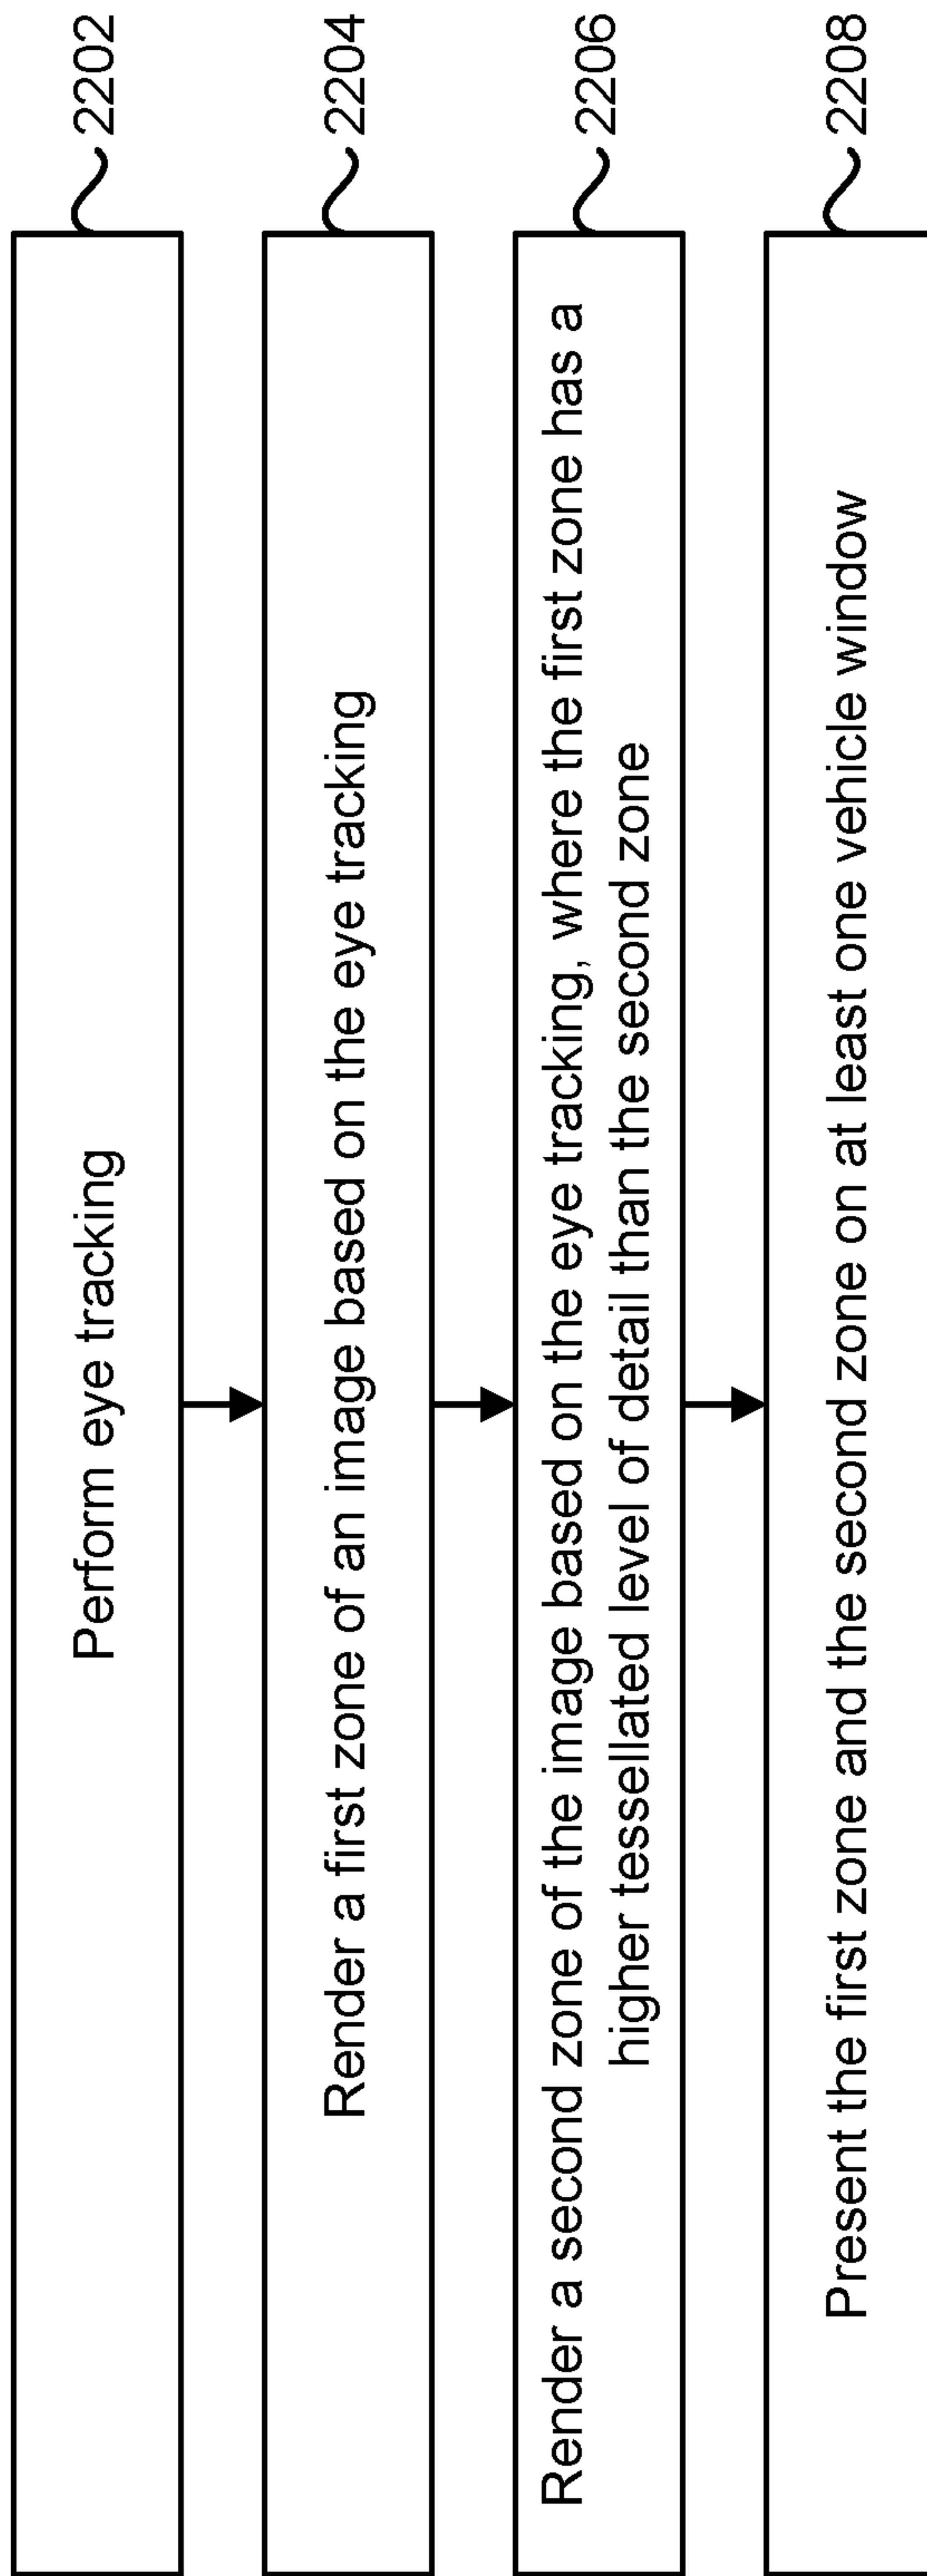 Perform eye tracking
2202
Render a first zone of an image based on the eye tracking
2204
Render a second zone of the image based on the eye tracking, where the first zone has a
higher tessellated level of detail than the second zone
2206
Present the first zone and the second zone on at least one vehicle window
2208